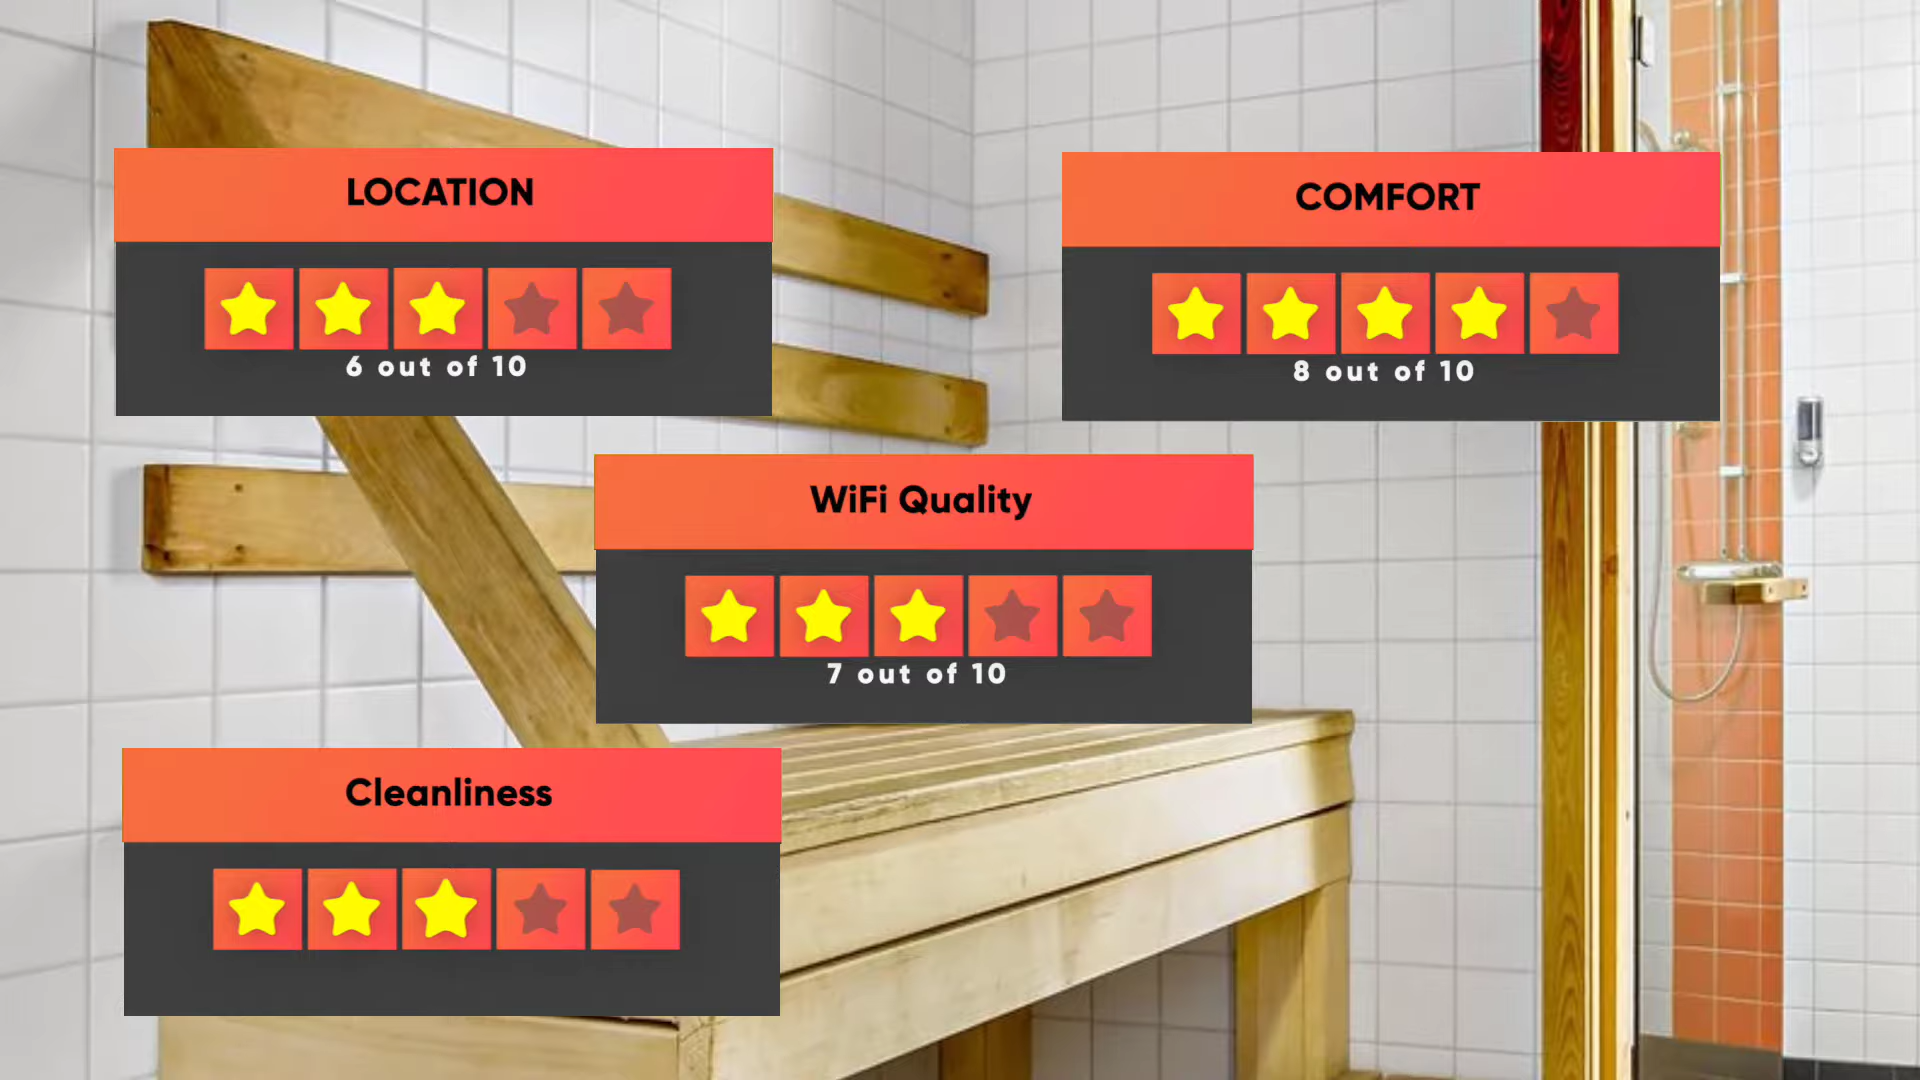 LOCATION
6 out of 10
COMFORT
8 out of 10
WiFi Quality
7 out of 10
Cleanliness